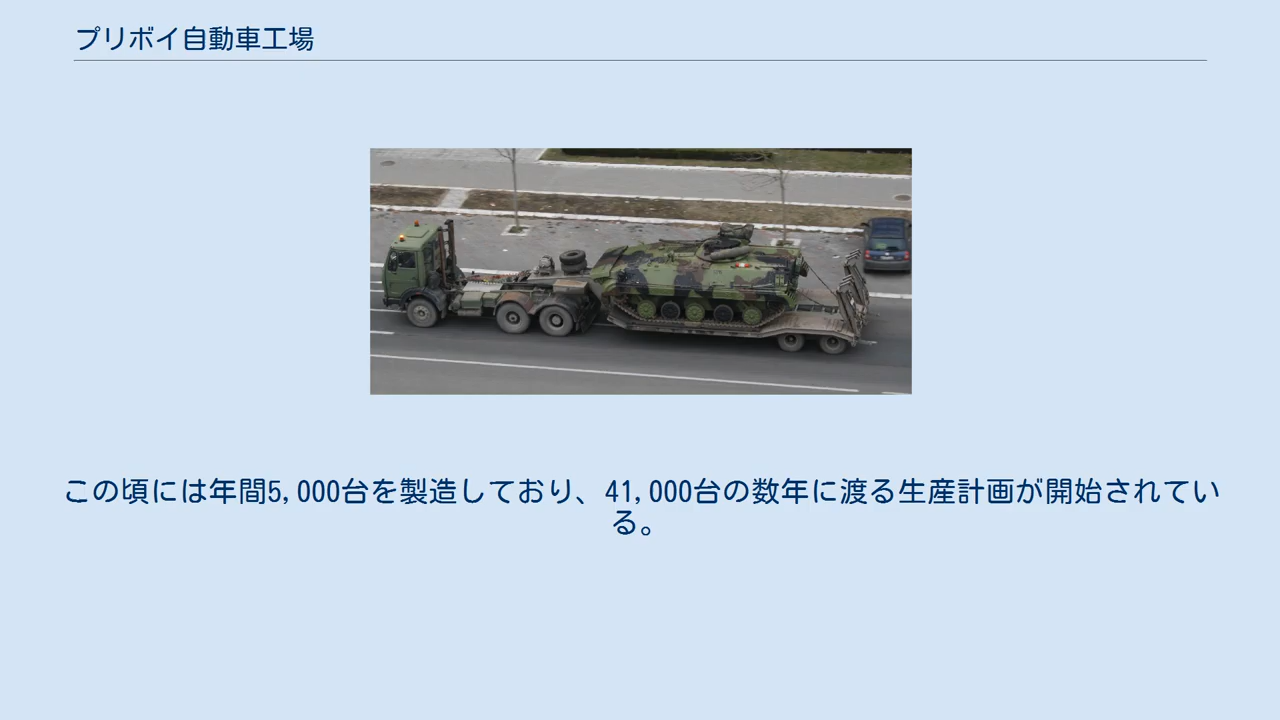 プリボイ自動車工場
この頃には年間5,000台を製造しており、41,000台の数年に渡る生産計画が開始されてい
る。